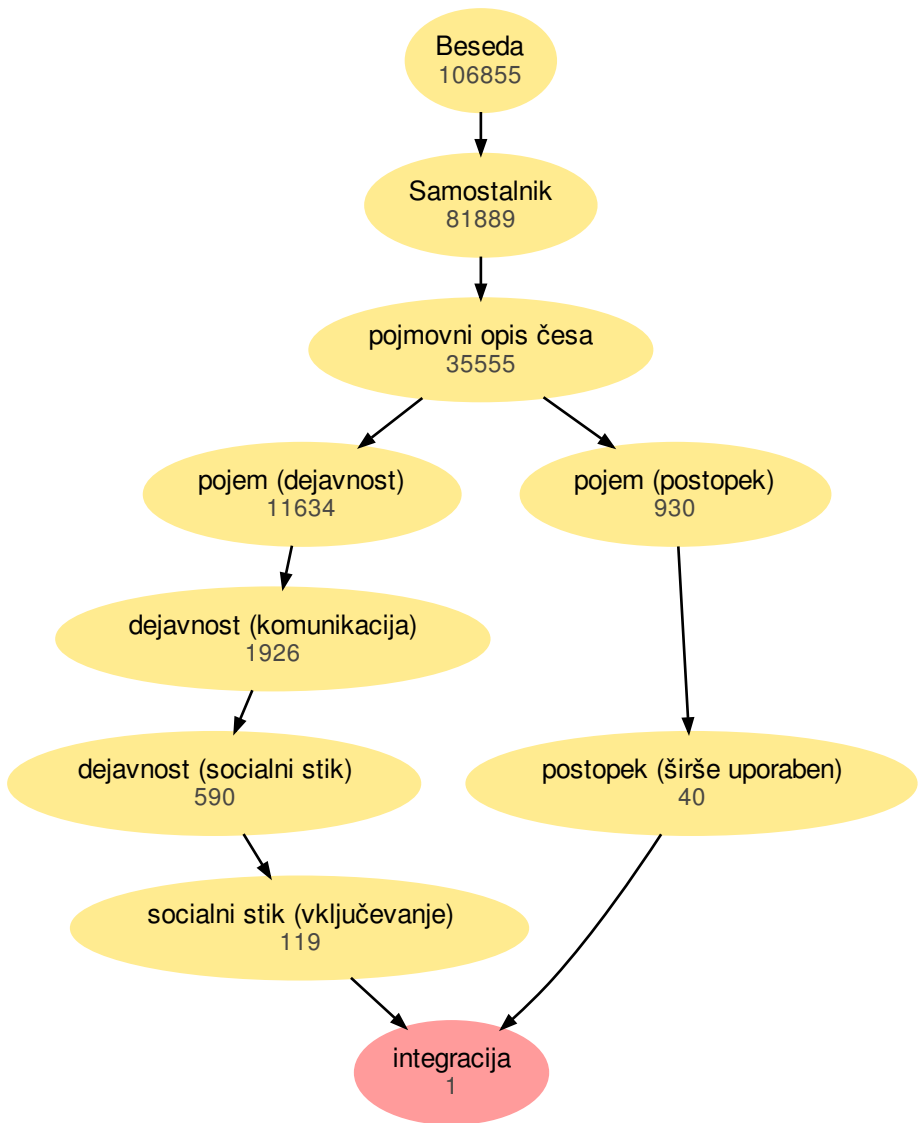 Beseda
106855
Samostalnik
81889
pojmovni opis česa
35555
pojem (dejavnost)
11634
pojem (postopek)
930
dejavnost (komunikacija)
1926
dejavnost (socialni stik)
590
postopek (širše uporaben)
40
socialni stik (vključevanje)
119
integracija
1